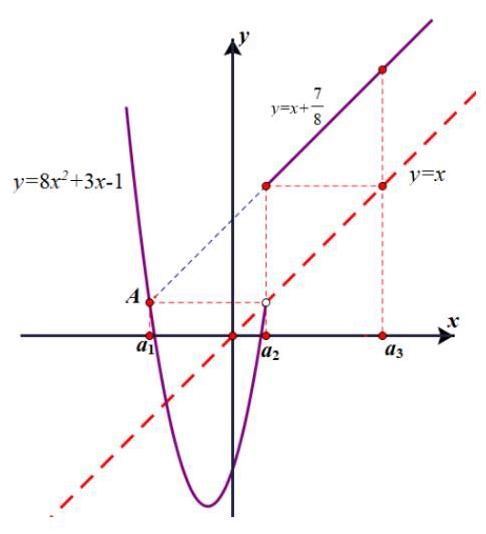 y
y=x+7/8
y=8x²+3x-1
y=x
A
x
a₁
a₂
a₃